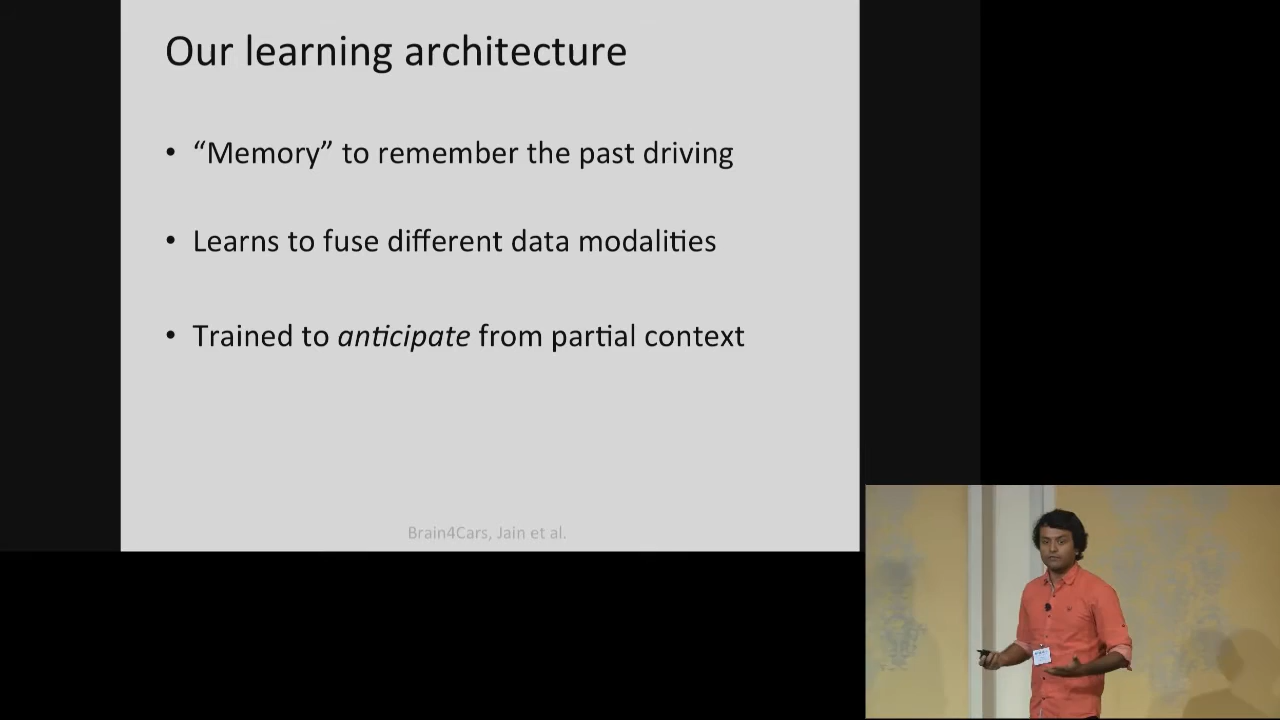 Our learning architecture
• “Memory” to remember the past driving
• Learns to fuse different data modalities
• Trained to anticipate from partial context
Brain4Cars, Jain et al.